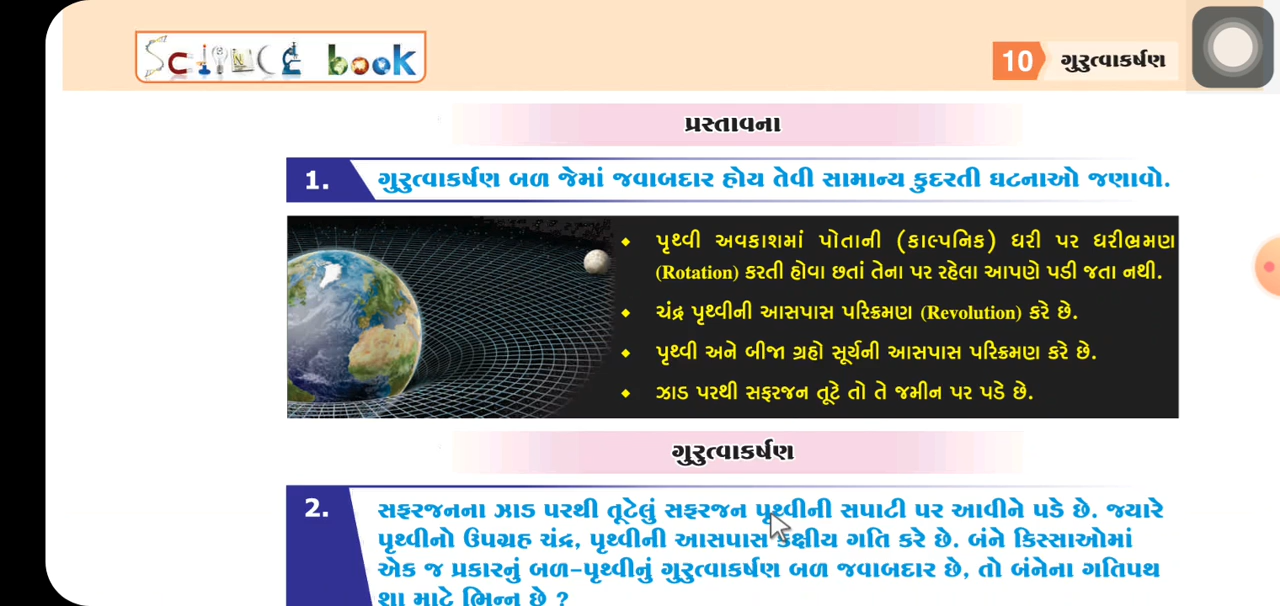 Science book
10 ગુરુત્વાકર્ષણ
પ્રસ્તાવના
1. ગુરુત્વાકર્ષણ બળ જેમાં જવાબદાર હોય તેવી સામાન્ય કુદરતી ઘટનાઓ જણાવો.
♦ પૃથ્વી અવકાશમાં પોતાની (કાલ્પનિક) ધરી પર ધરીભ્રમણ
(Rotation) કરતી હોવા છતાં તેના પર રહેલા આપણે પડી જતા નથી.
♦ ચંદ્ર પૃથ્વીની આસપાસ પરિક્રમણ (Revolution) કરે છે.
♦ પૃથ્વી અને બીજા ગ્રહો સૂર્યની આસપાસ પરિક્રમણ કરે છે.
♦ ઝાડ પરથી સફરજન તૂટે તો તે જમીન પર પડે છે.
ગુરુત્વાકર્ષણ
2. સફરજનના ઝાડ પરથી તૂટેલું સફરજન પૃથ્વીની સપાટી પર આવીને પડે છે. જ્યારે
પૃથ્વીનો ઉપગ્રહ ચંદ્ર, પૃથ્વીની આસપાસ કક્ષીય ગતિ કરે છે. બંને કિસ્સાઓમાં
એક જ પ્રકારનું બળ-પૃથ્વીનું ગુરુત્વાકર્ષણ બળ જવાબદાર છે, તો બંનેના ગતિપથ
શા માટે ભિન્ન છે ?